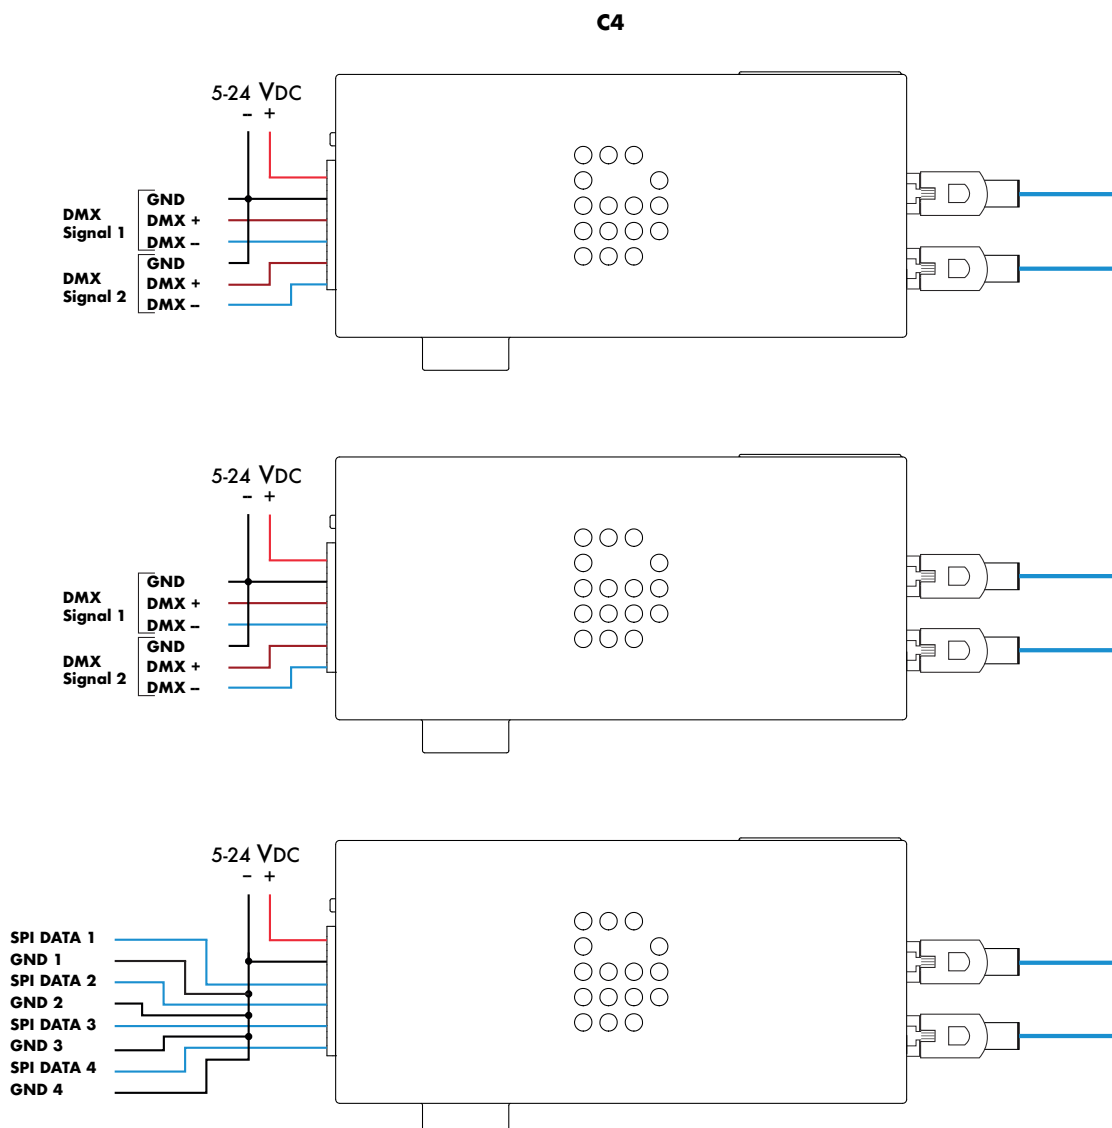 C4
5-24 VDC
– +
GND
DMX +
DMX –
DMX
Signal 1
GND
DMX +
DMX –
DMX
Signal 2
5-24 VDC
– +
GND
DMX +
DMX –
DMX
Signal 1
GND
DMX +
DMX –
DMX
Signal 2
5-24 VDC
– +
SPI DATA 1
GND 1
SPI DATA 2
GND 2
SPI DATA 3
GND 3
SPI DATA 4
GND 4